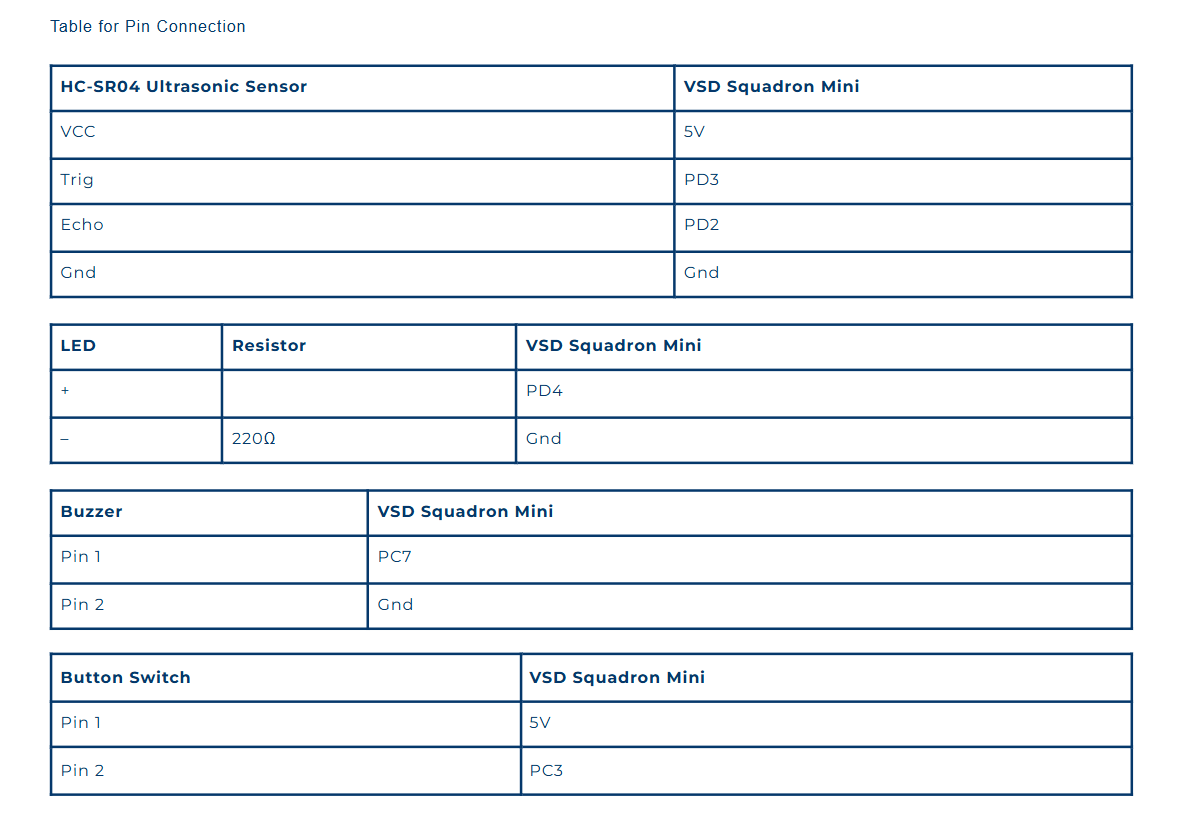 Table for Pin Connection
HC-SR04 Ultrasonic Sensor VSD Squadron Mini
VCC 5V
Trig PD3
Echo PD2
Gnd Gnd
LED Resistor VSD Squadron Mini
+ PD4
– 220Ω Gnd
Buzzer VSD Squadron Mini
Pin 1 PC7
Pin 2 Gnd
Button Switch VSD Squadron Mini
Pin 1 5V
Pin 2 PC3